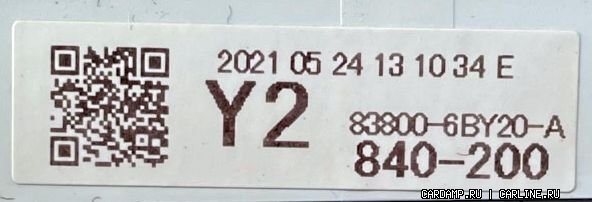 2021 05 24 13 10 34 E
Y2
83800-6BY20-A
840-200
CARDAMP.RU | CARLINE.RU